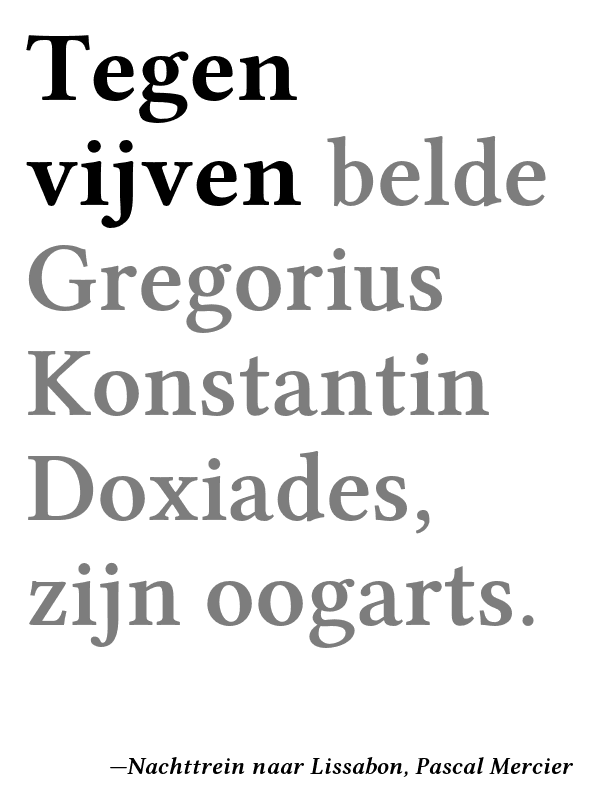 Tegen
vijven belde
Gregorius
Konstantin
Doxiades,
zijn oogarts.
—Nachttrein naar Lissabon, Pascal Mercier